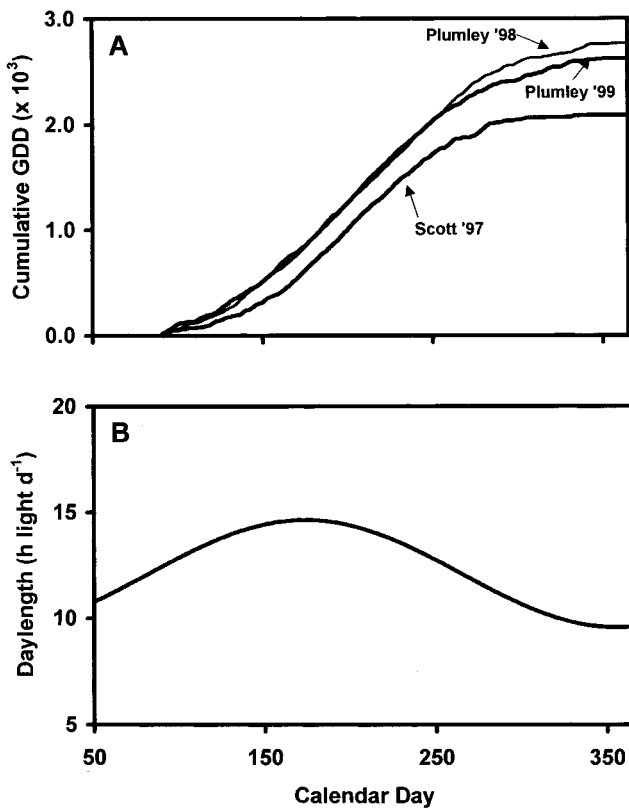 A
Cumulative GDD (x 10³)
3.0
2.0
1.0
0.0
Plumley '98
Plumley '99
Scott '97
B
Daylength (h light d⁻¹)
20
15
10
5
50 150 250 350
Calendar Day